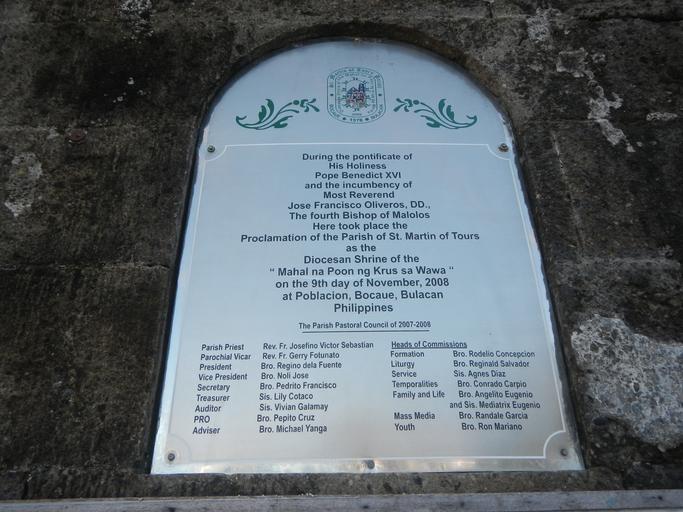 During the pontificate of
His Holiness
Pope Benedict XVI
and the incumbency of
Most Reverend
Jose Francisco Oliveros, DD.,
The fourth Bishop of Malolos
Here took place the
Proclamation of the Parish of St. Martin of Tours
as the
Diocesan Shrine of the
" Mahal na Poon ng Krus sa Wawa "
on the 9th day of November, 2008
at Poblacion, Bocaue, Bulacan
Philippines
The Parish Pastoral Council of 2007-2008
Parish Priest Rev. Fr. Josefino Victor Sebastian
Parochial Vicar Rev. Fr. Gerry Fotunato
President Bro. Regino dela Fuente
Vice President Bro. Noli Jose
Secretary Bro. Pedrito Francisco
Treasurer Sis. Lily Cotaco
Auditor Sis. Vivian Galamay
PRO Bro. Pepito Cruz
Adviser Bro. Michael Yanga
Heads of Commissions
Formation Bro. Rodelio Concepcion
Liturgy Bro. Reginald Salvador
Service Sis. Agnes Diaz
Temporalities Bro. Conrado Carpio
Family and Life Bro. Angelito Eugenio
and Sis. Mediatrix Eugenio
Mass Media Bro. Randale Garcia
Youth Bro. Ron Mariano